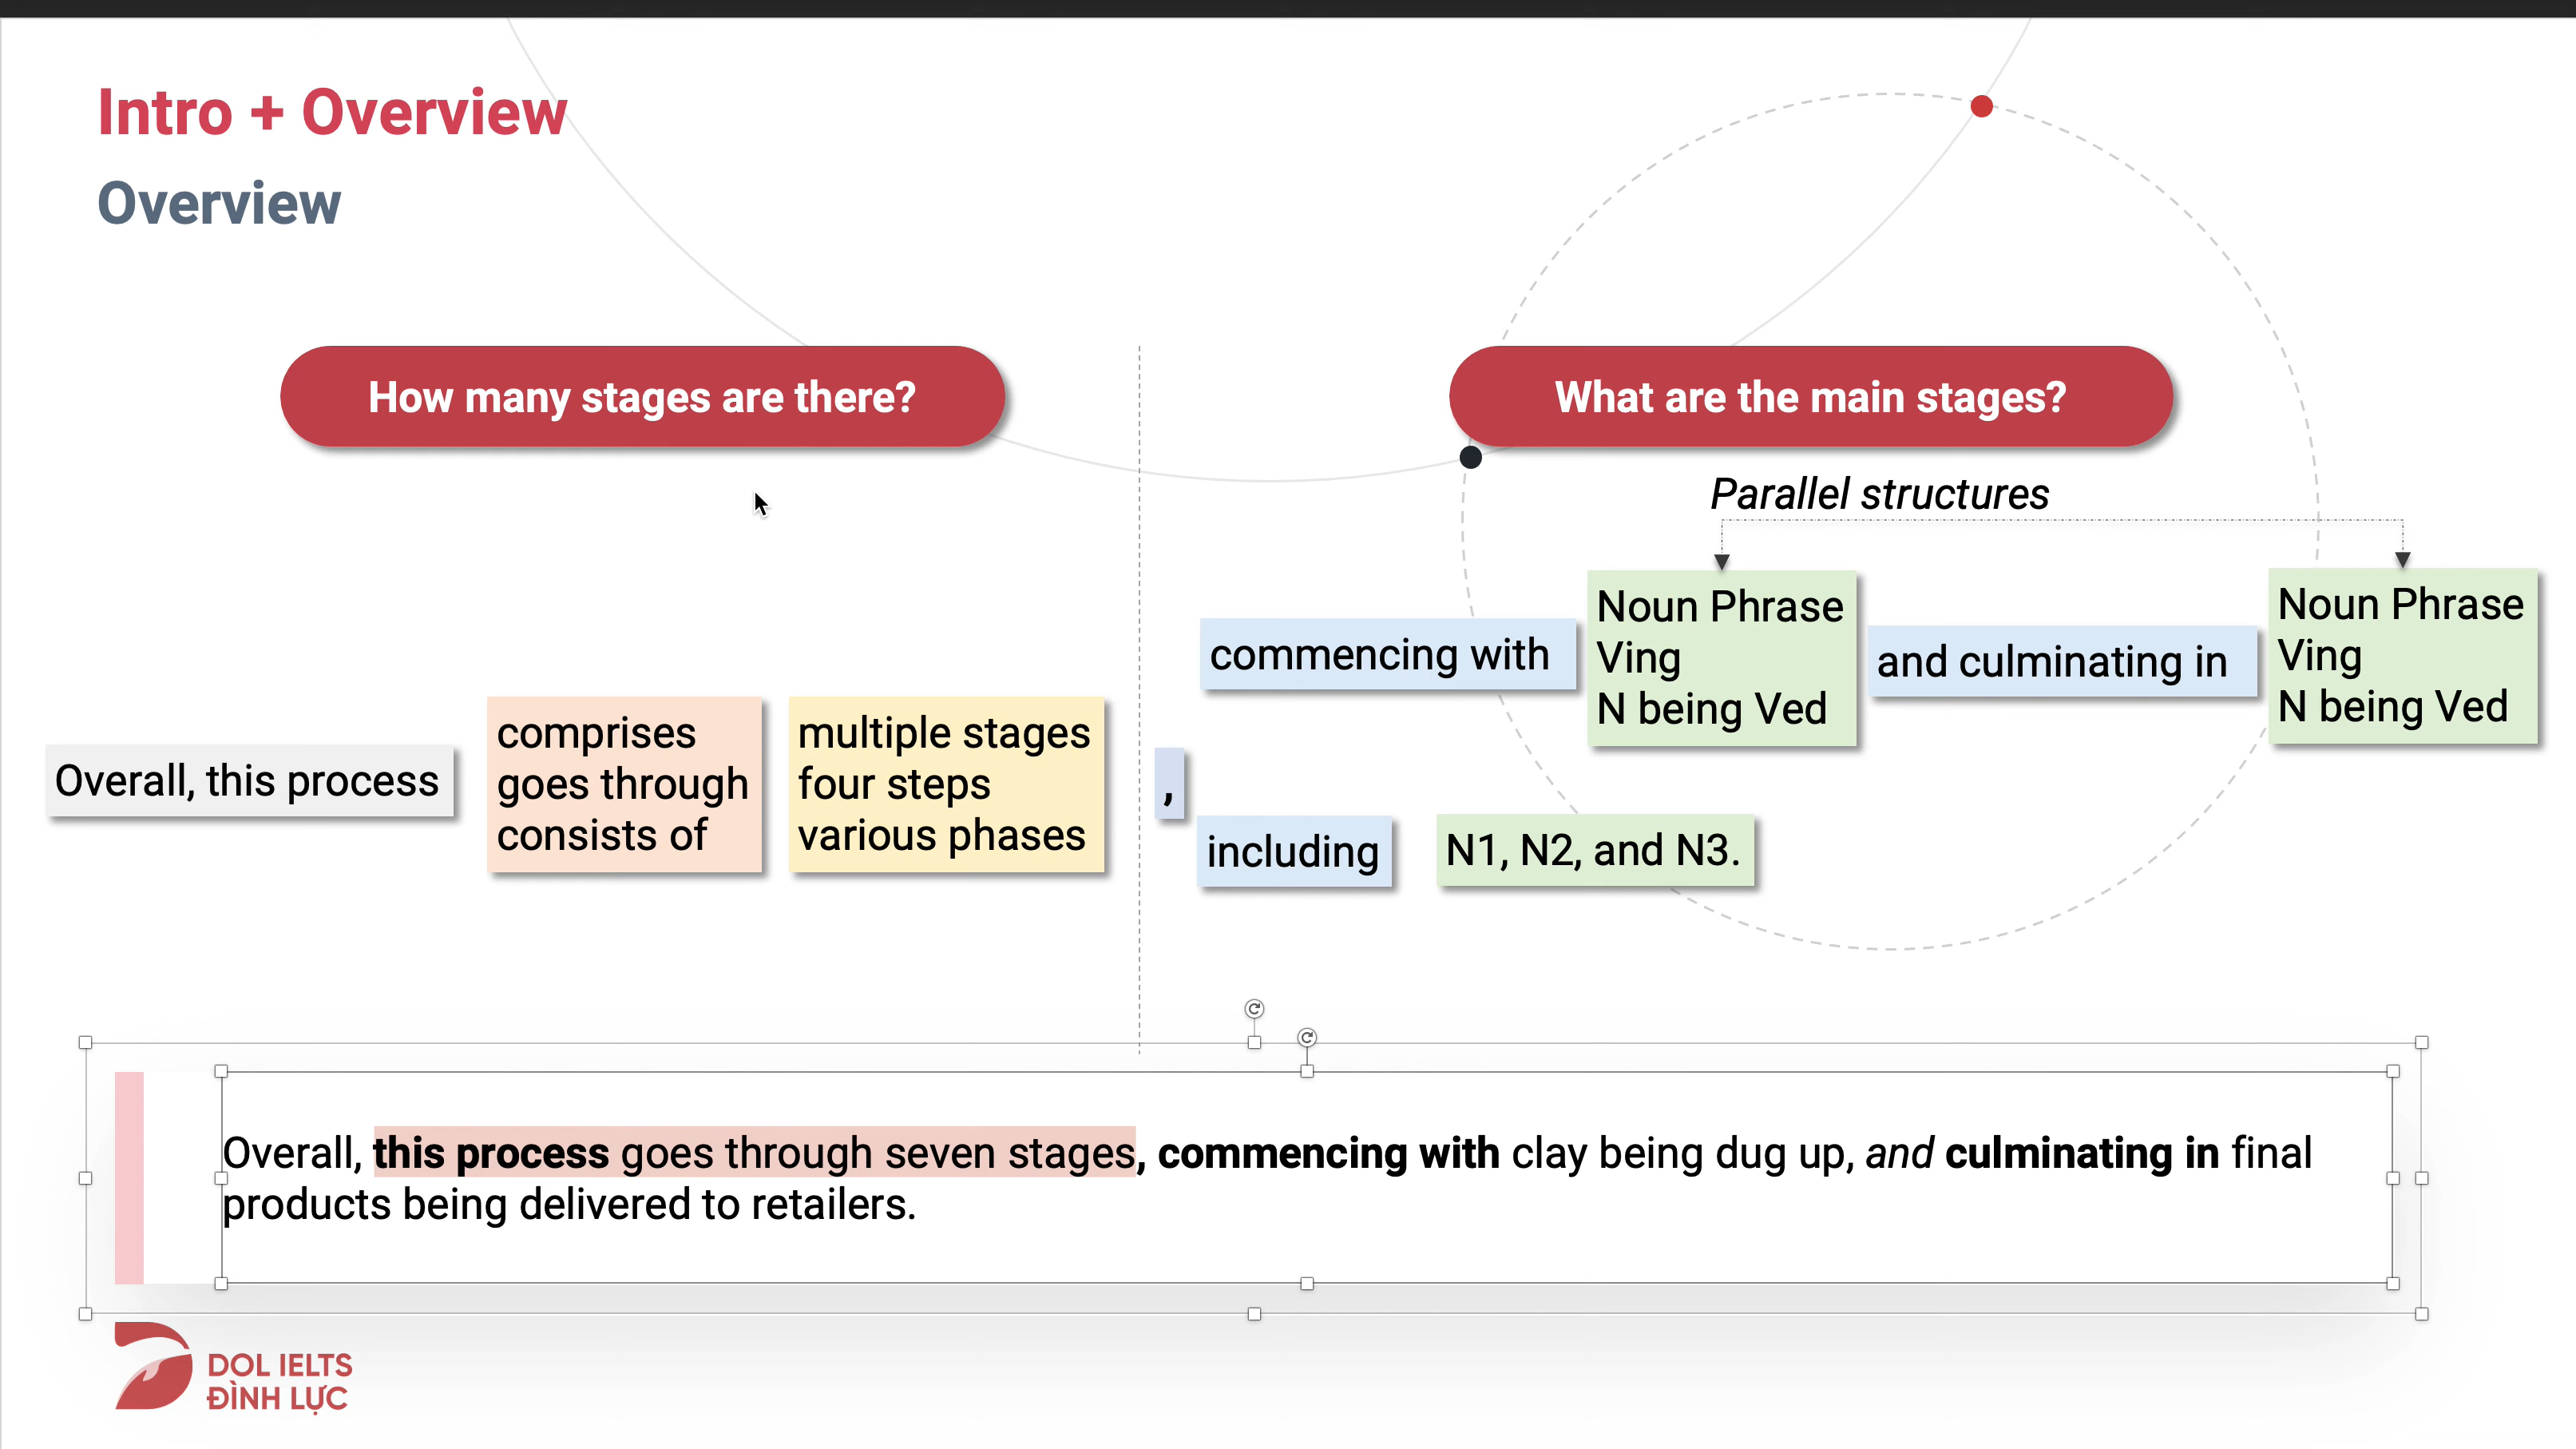 Intro + Overview
Overview
How many stages are there?
What are the main stages?
Parallel structures
Overall, this process
comprises
goes through
consists of
multiple stages
four steps
various phases
,
commencing with
Noun Phrase
Ving
N being Ved
and culminating in
Noun Phrase
Ving
N being Ved
including
N1, N2, and N3.
Overall, this process goes through seven stages, commencing with clay being dug up, and culminating in final
products being delivered to retailers.
DOL IELTS
ĐÌNH LỰC